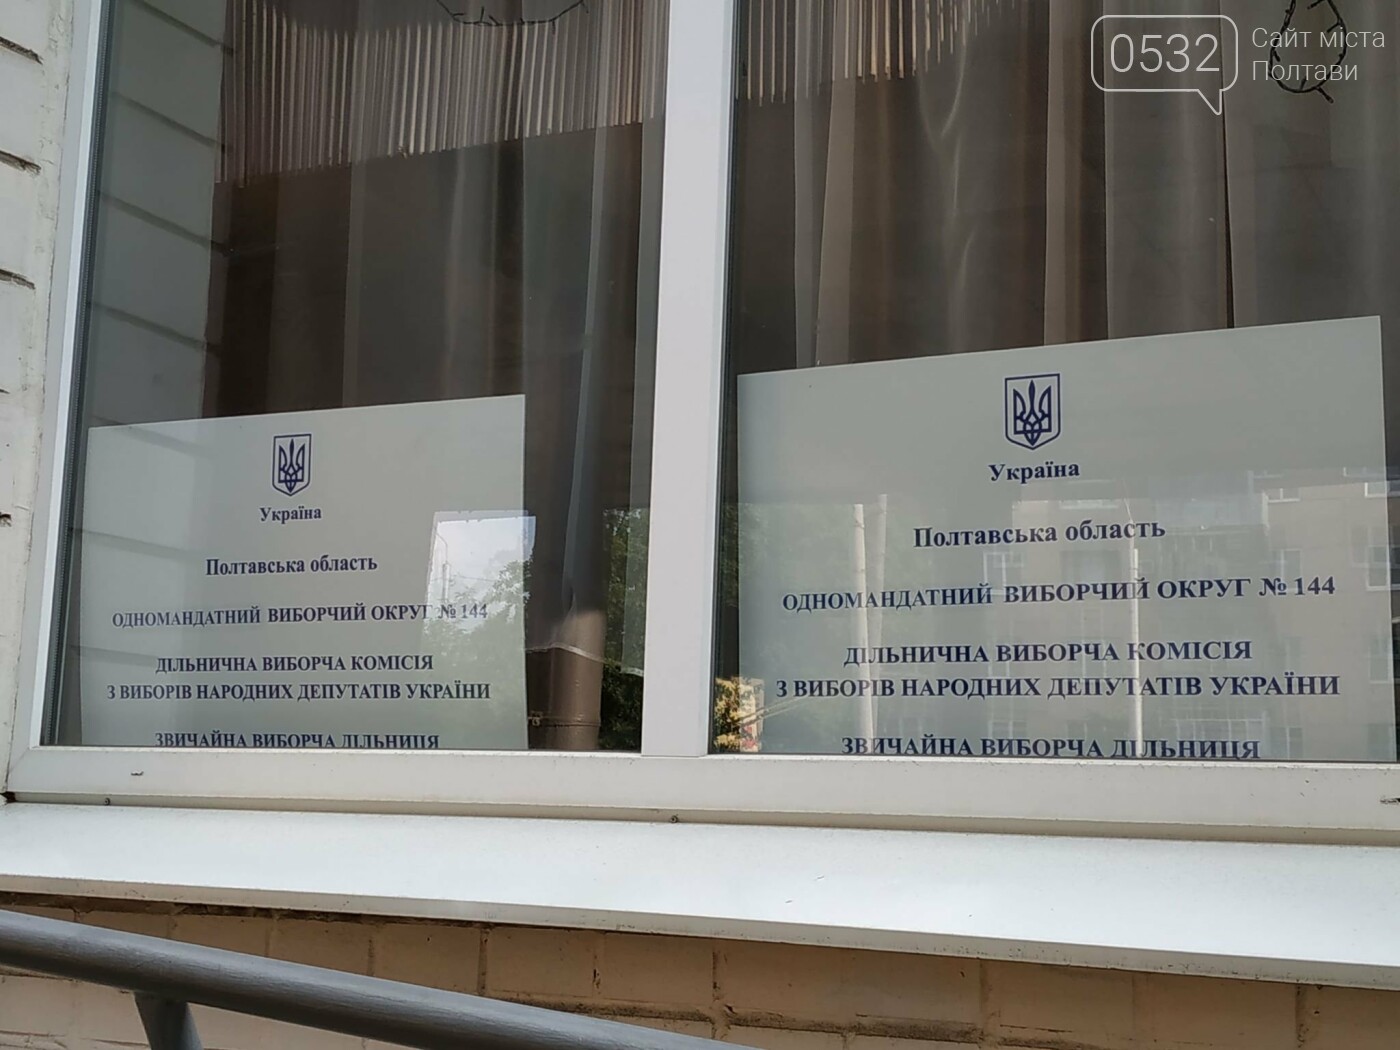 0532 Сайт міста
Полтави
Україна
Полтавська область
ОДНОМАНДАТНИЙ ВИБОРЧИЙ ОКРУГ № 144
ДІЛЬНИЧНА ВИБОРЧА КОМІСІЯ
З ВИБОРІВ НАРОДНИХ ДЕПУТАТІВ УКРАЇНИ
ЗВИЧАЙНА ВИБОРЧА ДІЛЬНИЦЯ
Україна
Полтавська область
ОДНОМАНДАТНИЙ ВИБОРЧИЙ ОКРУГ № 144
ДІЛЬНИЧНА ВИБОРЧА КОМІСІЯ
З ВИБОРІВ НАРОДНИХ ДЕПУТАТІВ УКРАЇНИ
ЗВИЧАЙНА ВИБОРЧА ДІЛЬНИЦЯ